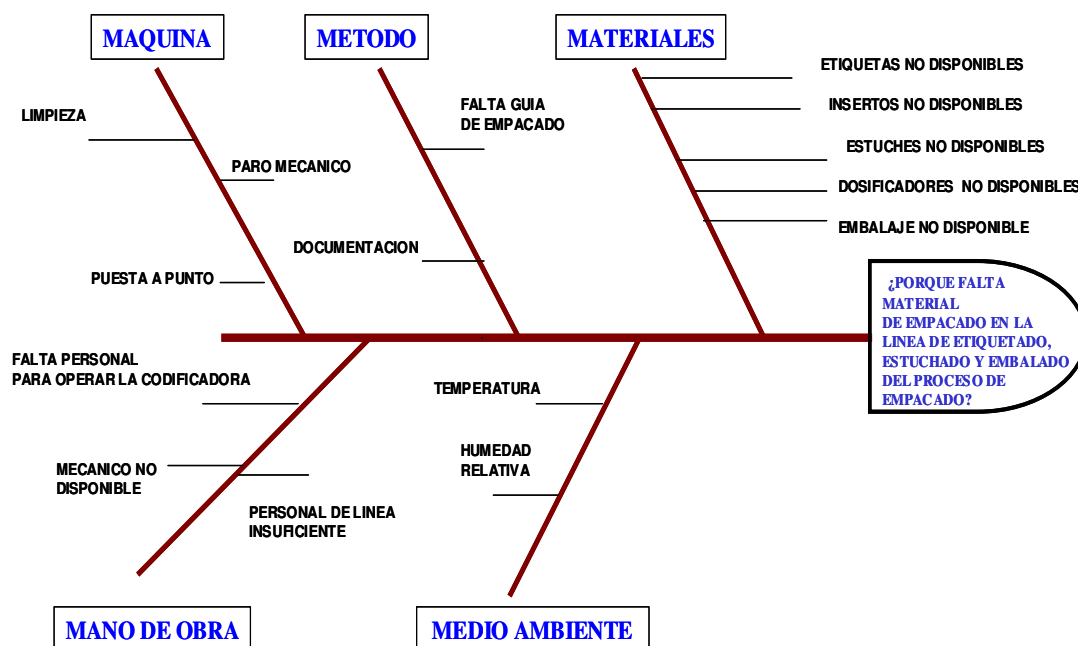 MAQUINA
METODO
MATERIALES
ETIQUETAS NO DISPONIBLES
INSERTOS NO DISPONIBLES
ESTUCHES NO DISPONIBLES
DOSIFICADORES NO DISPONIBLES
EMBALAJE NO DISPONIBLE
LIMPIEZA
PARO MECANICO
PUESTA A PUNTO
FALTA GUIA
DE EMPACADO
DOCUMENTACION
¿PORQUE FALTA
MATERIAL
DE EMPACADO EN LA
LINEA DE ETIQUETADO,
ESTUCHADO Y EMBALADO
DEL PROCESO DE
EMPACADO?
FALTA PERSONAL
PARA OPERAR LA CODIFICADORA
MECANICO NO
DISPONIBLE
PERSONAL DE LINEA
INSUFICIENTE
TEMPERATURA
HUMEDAD
RELATIVA
MANO DE OBRA
MEDIO AMBIENTE